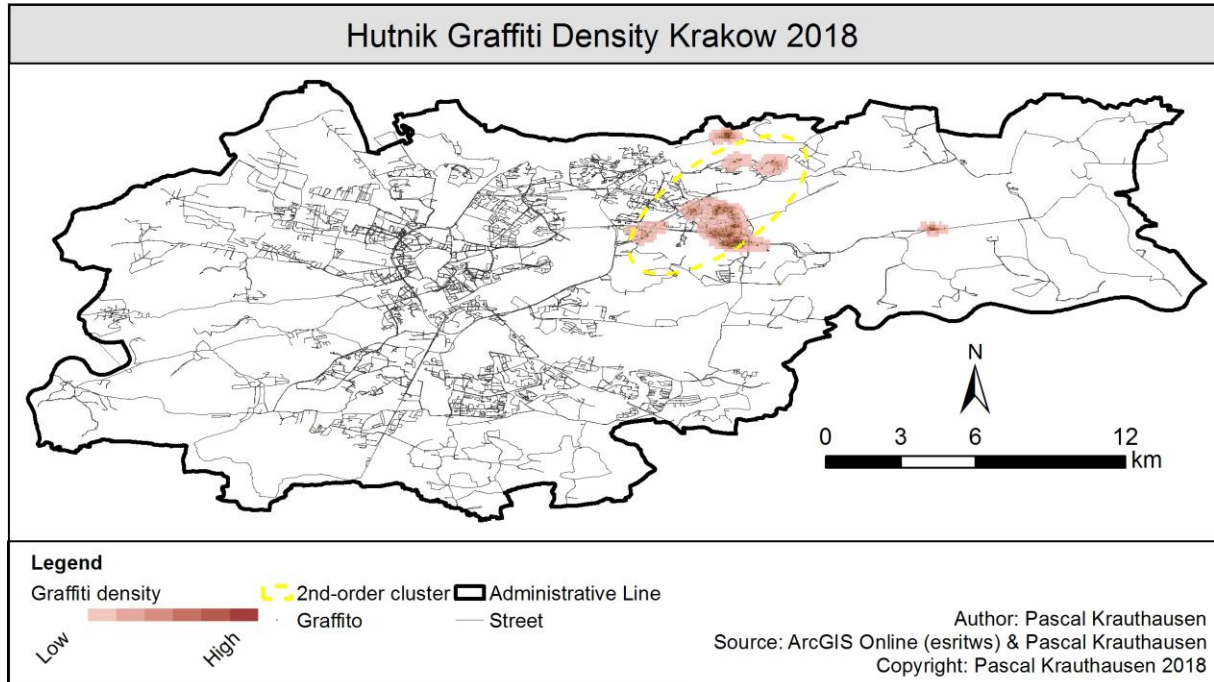 Hutnik Graffiti Density Krakow 2018
N
0 3 6 12
km
Legend
Graffiti density
Low High
2nd-order cluster
Administrative Line
Graffito
Street
Author: Pascal Krauthausen
Source: ArcGIS Online (esritws) & Pascal Krauthausen
Copyright: Pascal Krauthausen 2018